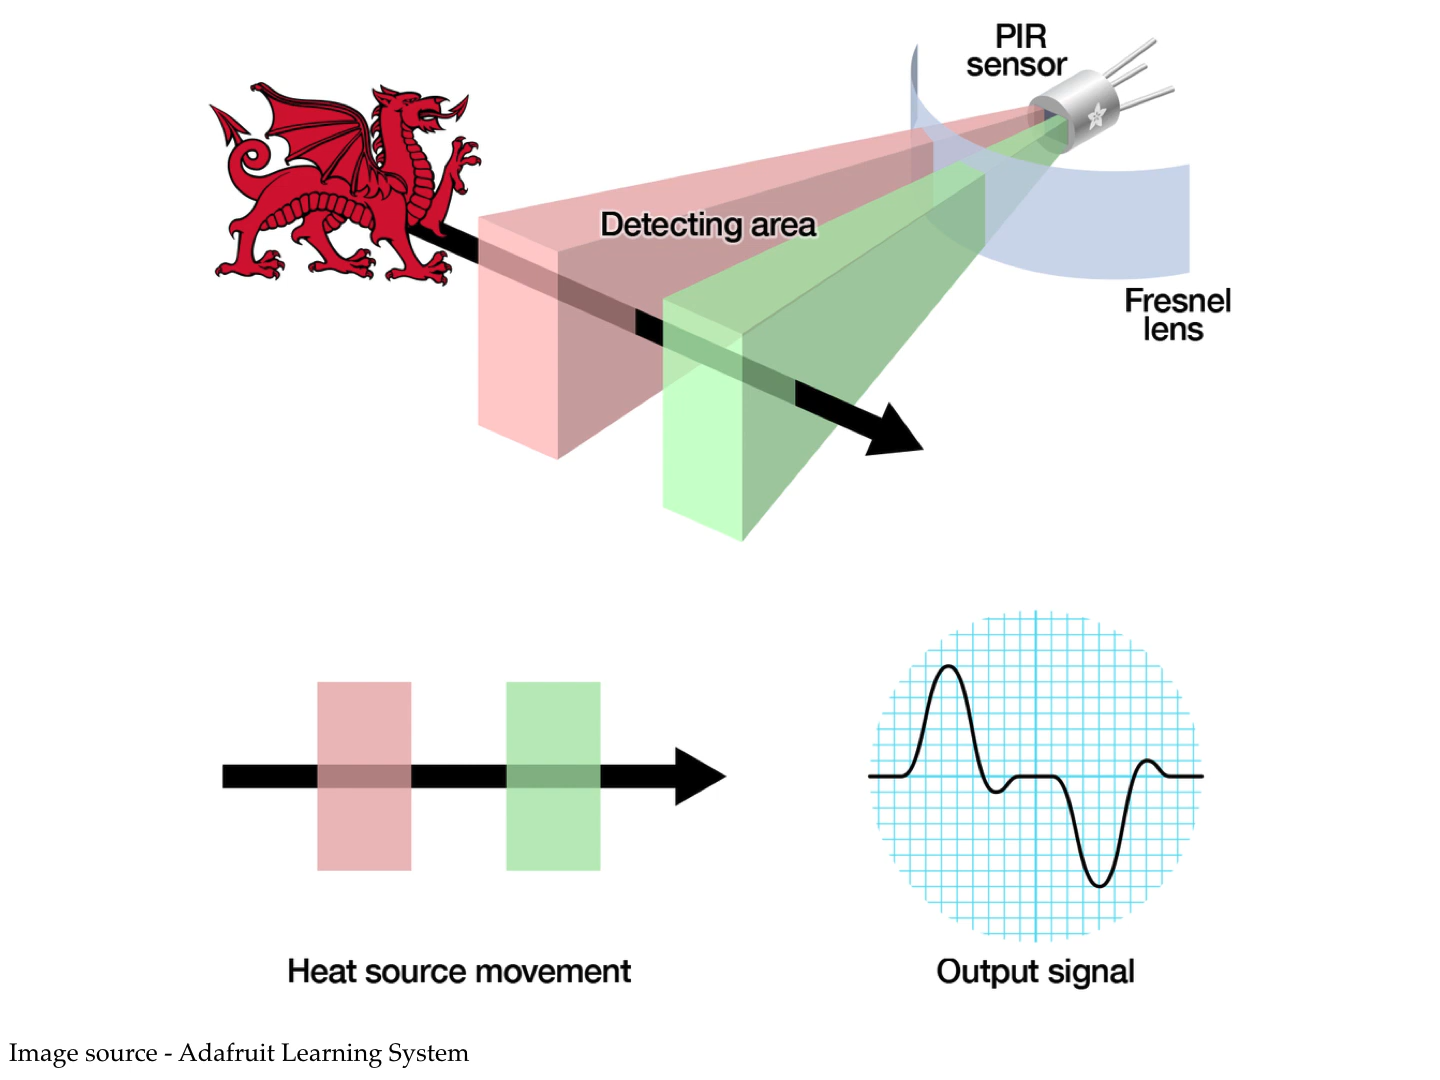 PIR
sensor
Detecting area
Fresnel
lens
Heat source movement
Output signal
Image source - Adafruit Learning System